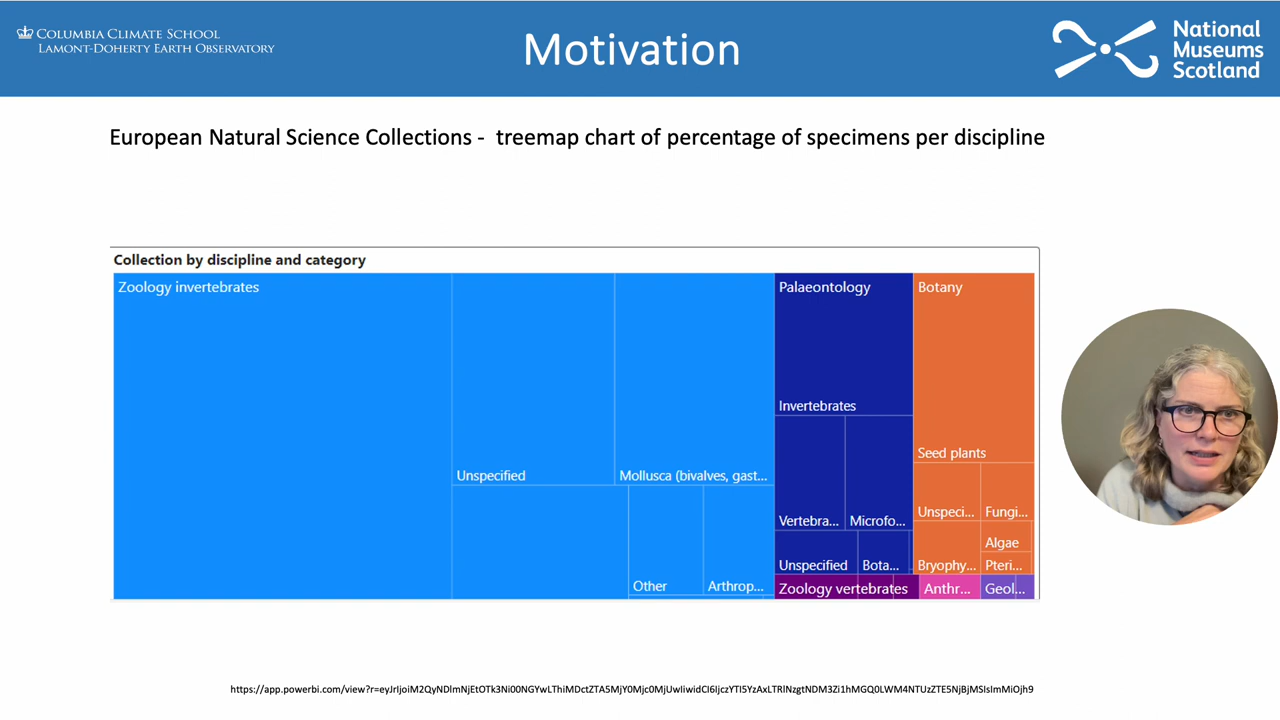 COLUMBIA CLIMATE SCHOOL
LAMONT-DOHERTY EARTH OBSERVATORY
Motivation
National
Museums
Scotland
European Natural Science Collections - treemap chart of percentage of specimens per discipline
Collection by discipline and category
Zoology invertebrates
Unspecified
Mollusca (bivalves, gast...
Other
Arthrop...
Palaeontology
Invertebrates
Vertebra...
Microfo...
Unspecified
Bota...
Botany
Seed plants
Unspeci...
Fungi...
Bryophy...
Algae
Pteri...
Zoology vertebrates
Anthr...
Geol...